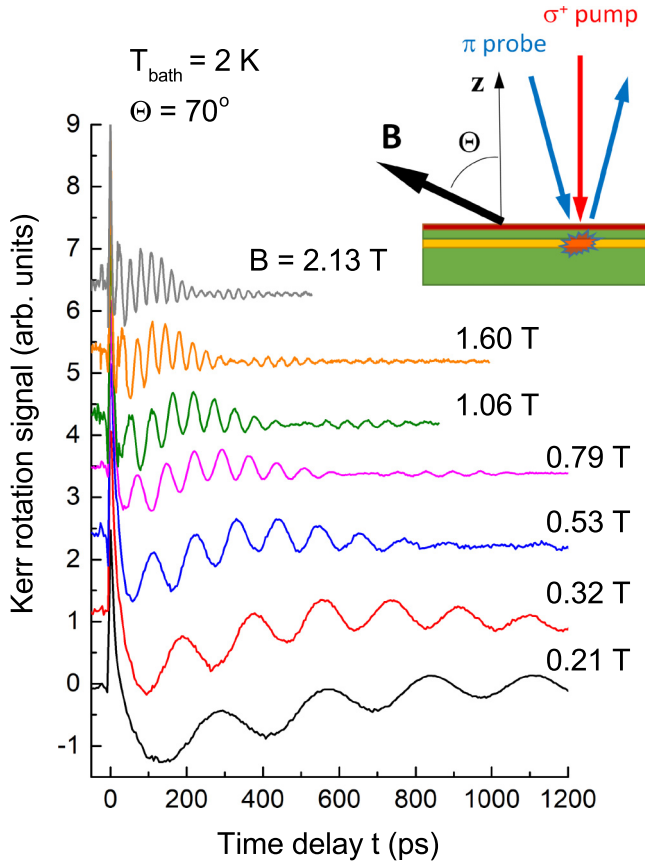 σ⁺ pump
π probe
T_bath = 2 K
Θ = 70°
z
B
Θ
9
8
7
6
5
4
3
2
1
0
-1
B = 2.13 T
1.60 T
1.06 T
0.79 T
0.53 T
0.32 T
0.21 T
Kerr rotation signal (arb. units)
0 200 400 600 800 1000 1200
Time delay t (ps)